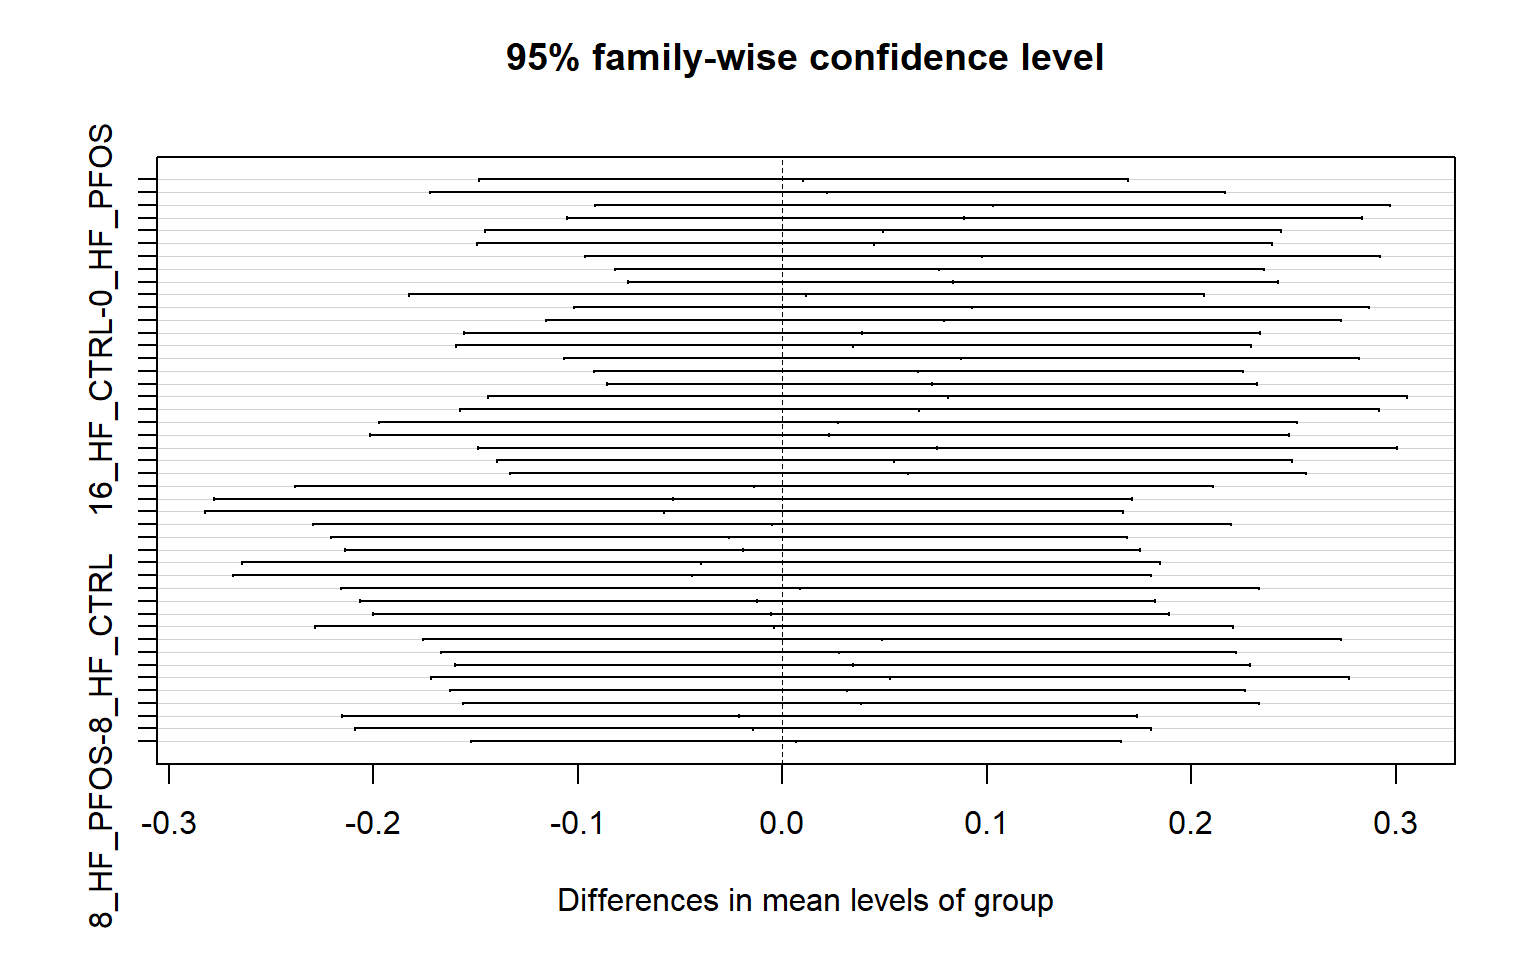 95% family-wise confidence level
16_HF_CTRL-0_HF_PFOS
8_HF_PFOS-8_HF_CTRL
-0.3 -0.2 -0.1 0.0 0.1 0.2 0.3
Differences in mean levels of group